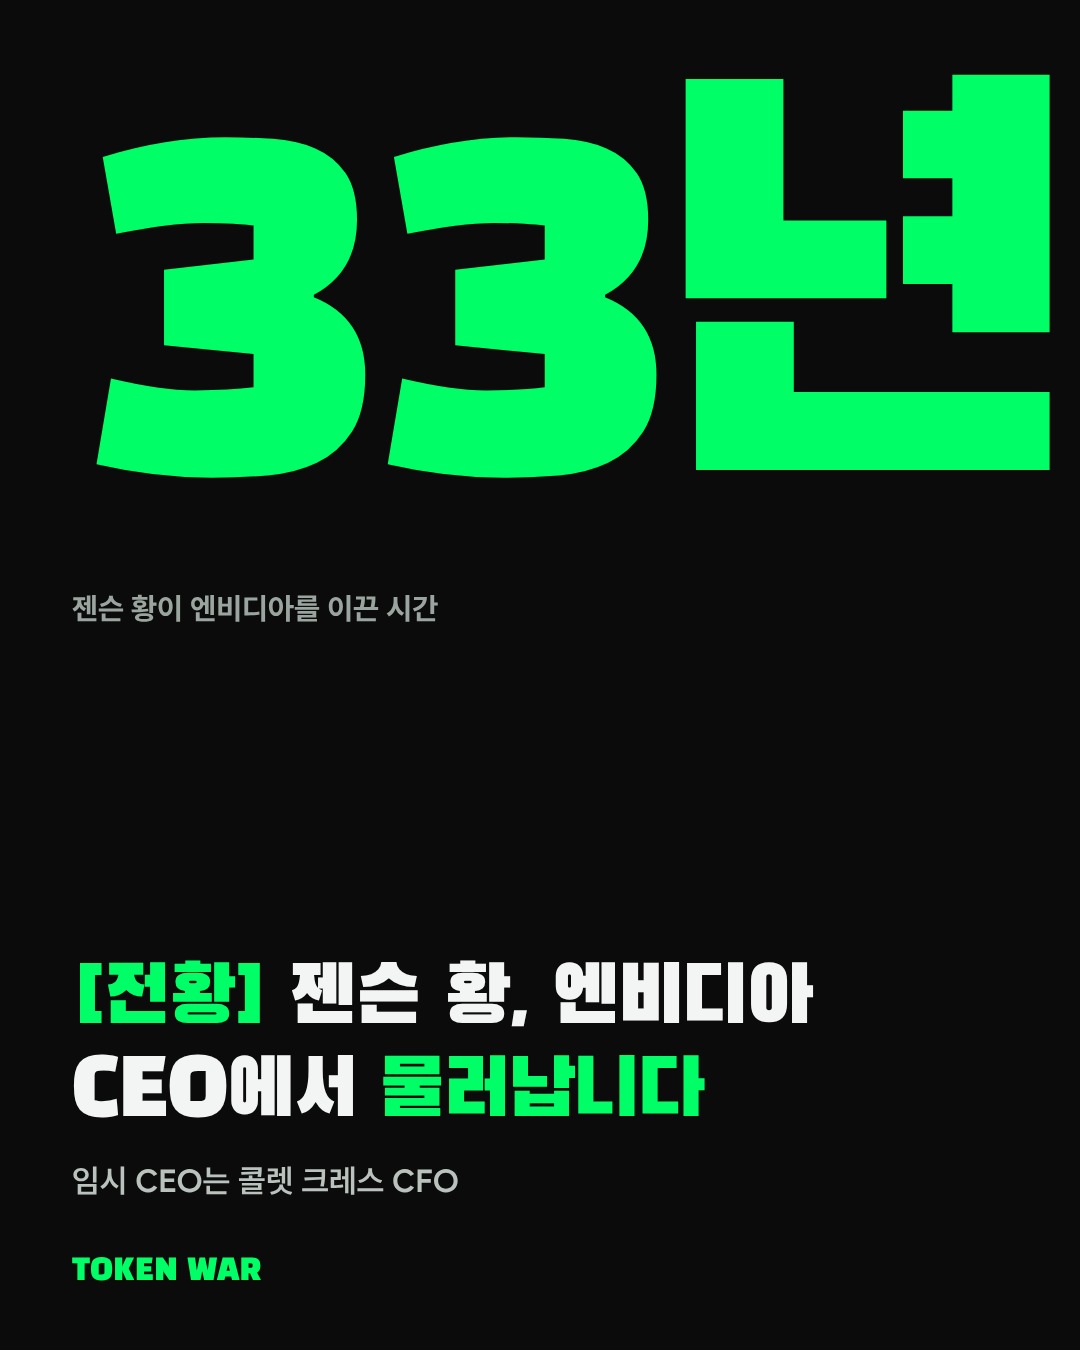 33년
젠슨 황이 엔비디아를 이끈 시간
[전황] 젠슨 황, 엔비디아
CEO에서 물러납니다
임시 CEO는 콜렛 크레스 CFO
TOKEN WAR